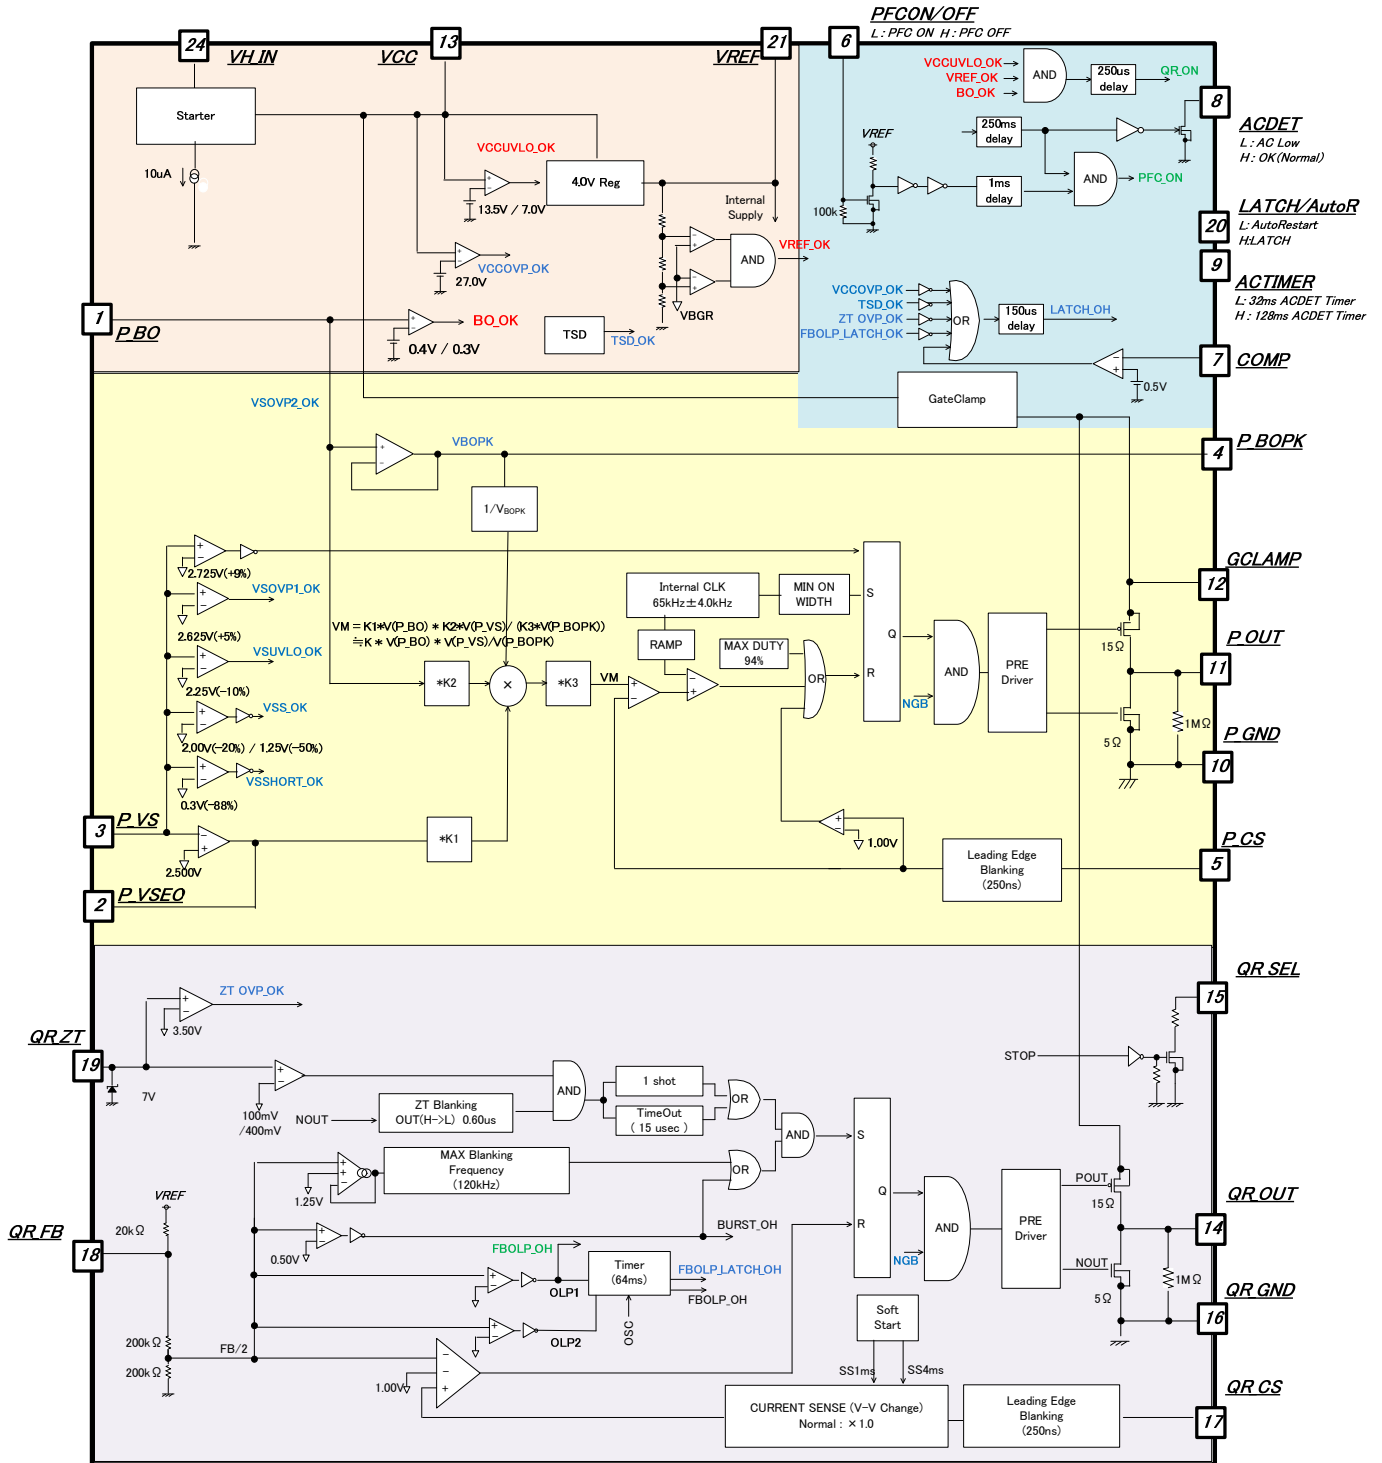 PFCON/OFF
L : PFC ON H : PFC OFF
24
VH_IN
13
VCC
21
VREF
6
VCCUVLO_OK
VREF_OK
BO_OK
AND
250us
delay
QR_ON
8
ACDET
L : AC Low
H : OK(Normal)
Starter
10uA
VCCUVLO_OK
4.0V Reg
13.5V / 7.0V
Internal
Supply
VREF_OK
AND
VCCOVP_OK
27.0V
VBGR
VREF
250ms
delay
AND
PFC_ON
1ms
delay
100k
20
LATCH/AutoR
L: AutoRestart
H:LATCH
9
ACTIMER
L: 32ms ACDET Timer
H : 128ms ACDET Timer
1
P_BO
BO_OK
0.4V / 0.3V
TSD
TSD_OK
VCCOVP_OK
TSD_OK
ZT OVP_OK
FBOLP_LATCH_OK
OR
150us
delay
LATCH_OH
7
COMP
0.5V
GateClamp
VSOVP2_OK
VBOPK
4
P_BOPK
1/VBOPK
2.725V(+9%)
VSOVP1_OK
2.625V(+5%)
VSUVLO_OK
2.25V(-10%)
VSS_OK
2.00V(-20%) / 1.25V(-50%)
VSSHORT_OK
0.3V(-88%)
VM = K1*V(P_BO) * K2*V(P_VS)/ (K3*V(P_BOPK))
≒K * V(P_BO) * V(P_VS)/V(P_BOPK)
*K2
×
*K3
VM
Internal CLK
65kHz±4.0kHz
MIN ON
WIDTH
RAMP
MAX DUTY
94%
OR
S
Q
R
NGB
AND
PRE
Driver
15Ω
5Ω
1MΩ
GCLAMP
12
P_OUT
11
P_GND
10
3
P_VS
2.500V
*K1
2
P_VSEO
1.00V
Leading Edge
Blanking
(250ns)
P_CS
5
ZT OVP_OK
3.50V
QR_ZT
19
7V
100mV
/400mV
NOUT
ZT Blanking
OUT(H->L) 0.60us
AND
1 shot
TimeOut
( 15 usec )
OR
AND
QR_SEL
15
STOP
MAX Blanking
Frequency
(120kHz)
OR
1.25V
VREF
20kΩ
QR_FB
18
0.50V
BURST_OH
FBOLP_OH
Timer
(64ms)
FBOLP_LATCH_OH
FBOLP_OH
OLP1
OLP2
OSC
200kΩ
200kΩ
FB/2
1.00V
S
Q
R
NGB
AND
PRE
Driver
POUT
15Ω
NOUT
5Ω
1MΩ
QR_OUT
14
QR_GND
16
Soft
Start
SS1ms
SS4ms
CURRENT SENSE (V-V Change)
Normal : ×1.0
Leading Edge
Blanking
(250ns)
QR_CS
17